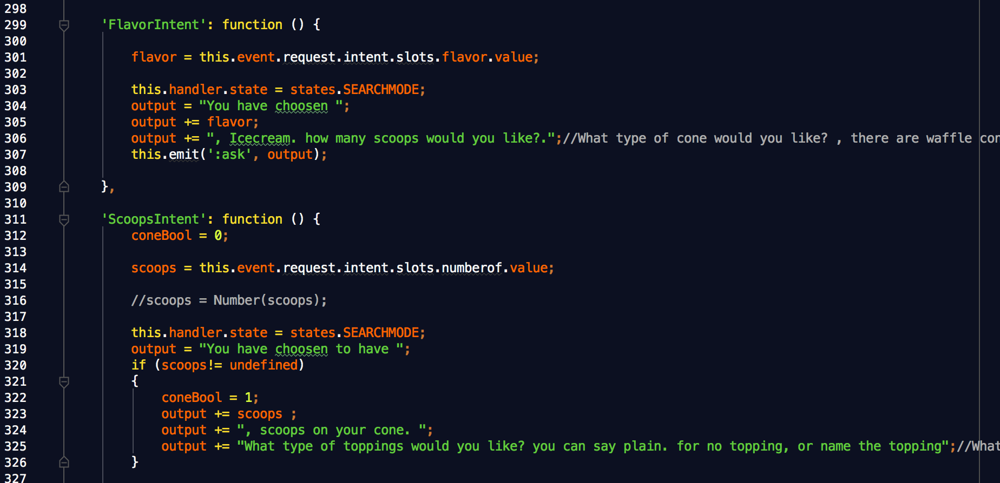 298
299 'FlavorIntent': function () {
300
301 flavor = this.event.request.intent.slots.flavor.value;
302
303 this.handler.state = states.SEARCHMODE;
304 output = "You have choosen ";
305 output += flavor;
306 output += ", Icecream. how many scoops would you like?.";//What type of cone would you like? , there are waffle con
307 this.emit(':ask', output);
308
309 },
310
311 'ScoopsIntent': function () {
312 coneBool = 0;
313
314 scoops = this.event.request.intent.slots.numberof.value;
315
316 //scoops = Number(scoops);
317
318 this.handler.state = states.SEARCHMODE;
319 output = "You have choosen to have ";
320 if (scoops!= undefined)
321 {
322 coneBool = 1;
323 output += scoops ;
324 output += ", scoops on your cone. ";
325 output += "What type of toppings would you like? you can say plain. for no topping, or name the topping";//What
326 }
327